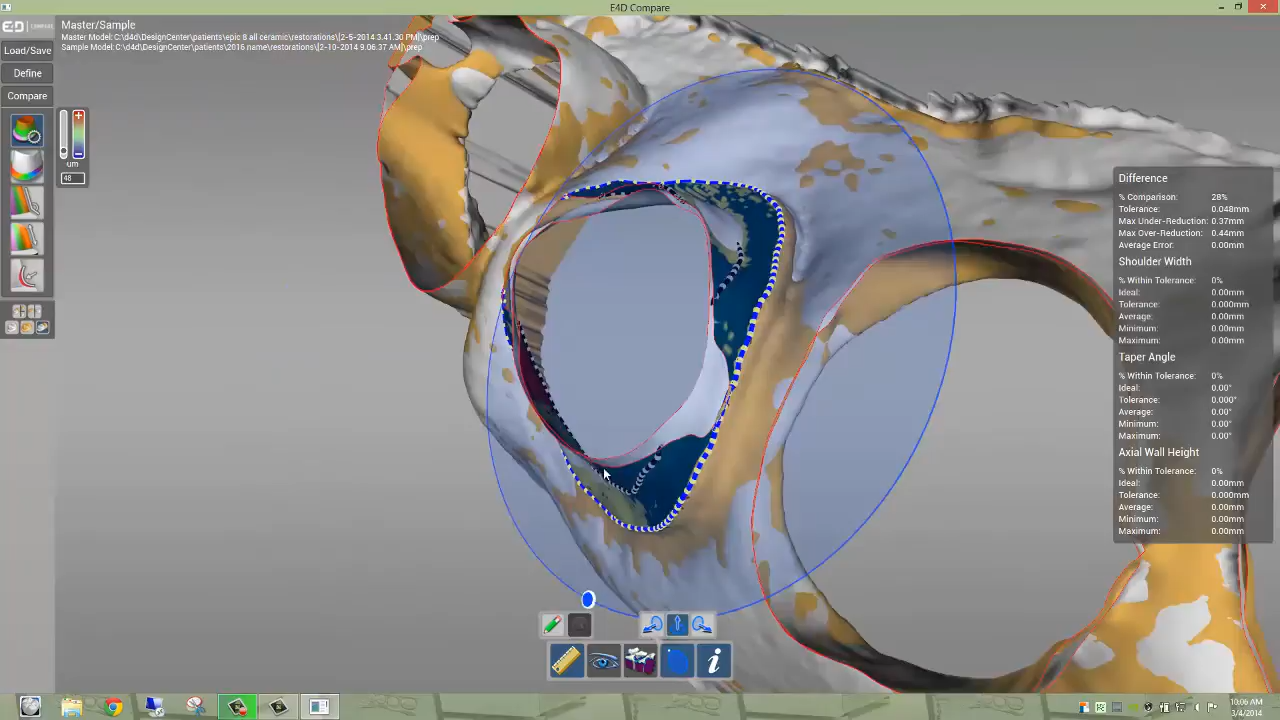 E4D Compare
E4D COMPARE
Master/Sample
Master Model:C:\d4d\DesignCenter\patients\epic 8 all ceramic\restorations\[2-5-2014 3.41.30 PM]\prep
Sample Model:C:\d4d\DesignCenter\patients\2016 name\restorations\[2-10-2014 9.06.37 AM]\prep
Load/Save
Define
Compare
um
48
Difference
% Comparison: 28%
Tolerance: 0.048mm
Max Under-Reduction: 0.37mm
Max Over-Reduction: 0.44mm
Average Error: 0.00mm
Shoulder Width
% Within Tolerance: 0%
Ideal: 0.00mm
Tolerance: 0.000mm
Average: 0.00mm
Minimum: 0.00mm
Maximum: 0.00mm
Taper Angle
% Within Tolerance: 0%
Ideal: 0.00°
Tolerance: 0.000°
Average: 0.00°
Minimum: 0.00°
Maximum: 0.00°
Axial Wall Height
% Within Tolerance: 0%
Ideal: 0.00mm
Tolerance: 0.000mm
Average: 0.00mm
Minimum: 0.00mm
Maximum: 0.00mm
10:06 AM
3/4/2014